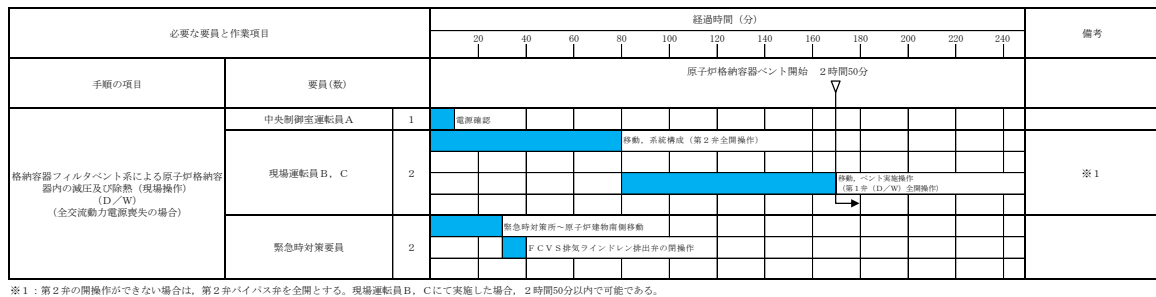 必要な要員と作業項目
経過時間（分）
備考
20 40 60 80 100 120 140 160 180 200 220 240
手順の項目
要員(数)
原子炉格納容器ベント開始　2時間50分
格納容器フィルタベント系による原子炉格納容
器内の減圧及び除熱（現場操作）
（D／W）
（全交流動力電源喪失の場合）
中央制御室運転員A
1
電源確認
現場運転員B，C
2
移動，系統構成（第2弁全開操作）
移動，ベント実施操作
（第1弁（D／W）全開操作）
※1
緊急時対策要員
2
緊急時対策所～原子炉建物南側移動
FCVS排気ラインドレン排出弁の閉操作
※1：第2弁の開操作ができない場合は，第2弁バイパス弁を全開とする。現場運転員B，Cにて実施した場合，2時間50分以内で可能である。